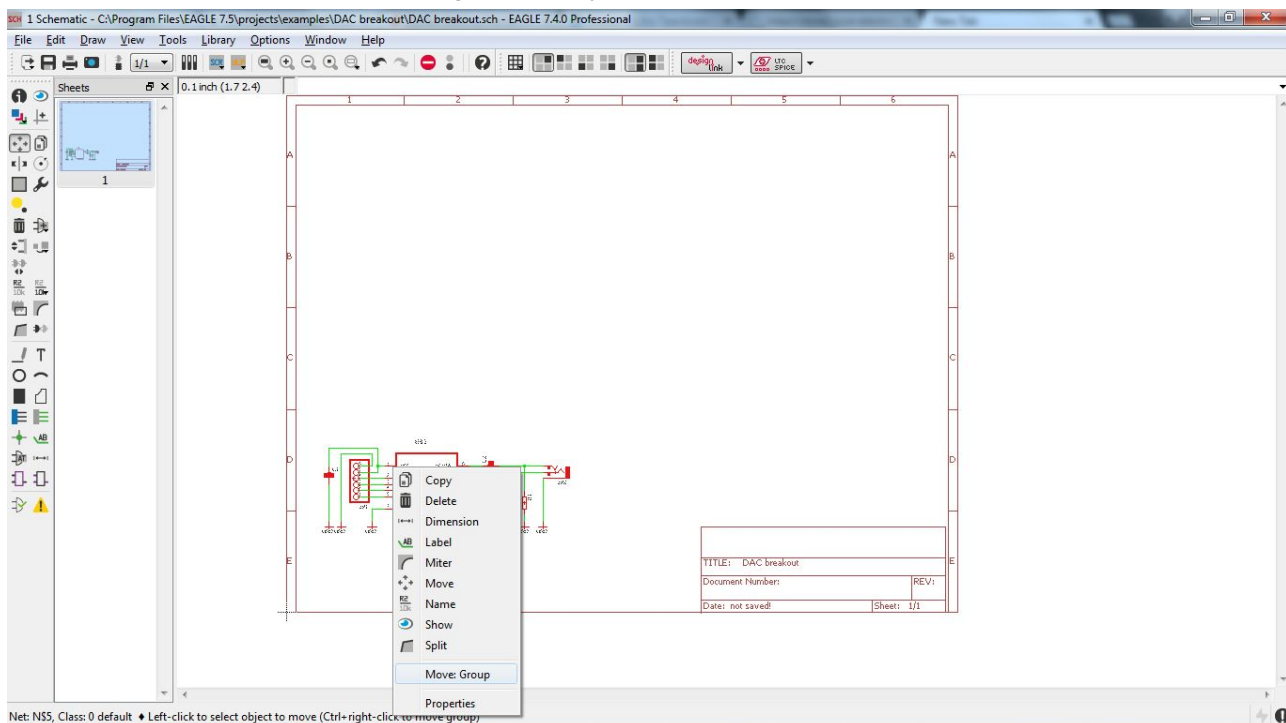 1 Schematic - C:\Program Files\EAGLE 7.5\projects\examples\DAC breakout\DAC breakout.sch - EAGLE 7.4.0 Professional
File Edit Draw View Tools Library Options Window Help
1/1
SCH
design link
LTC SPICE
Sheets
0.1 inch (1.7 2.4)
1
1 2 3 4 5 6
A A
B B
C C
D D
E E
R2 10k
T
AB
Copy
Delete
Dimension
Label
Miter
Move
Name
Show
Split
Move: Group
Properties
TITLE: DAC breakout
Document Number:
REV:
Date: not saved!
Sheet: 1/1
Net: N$5, Class: 0 default ♦ Left-click to select object to move (Ctrl+right-click to move group)